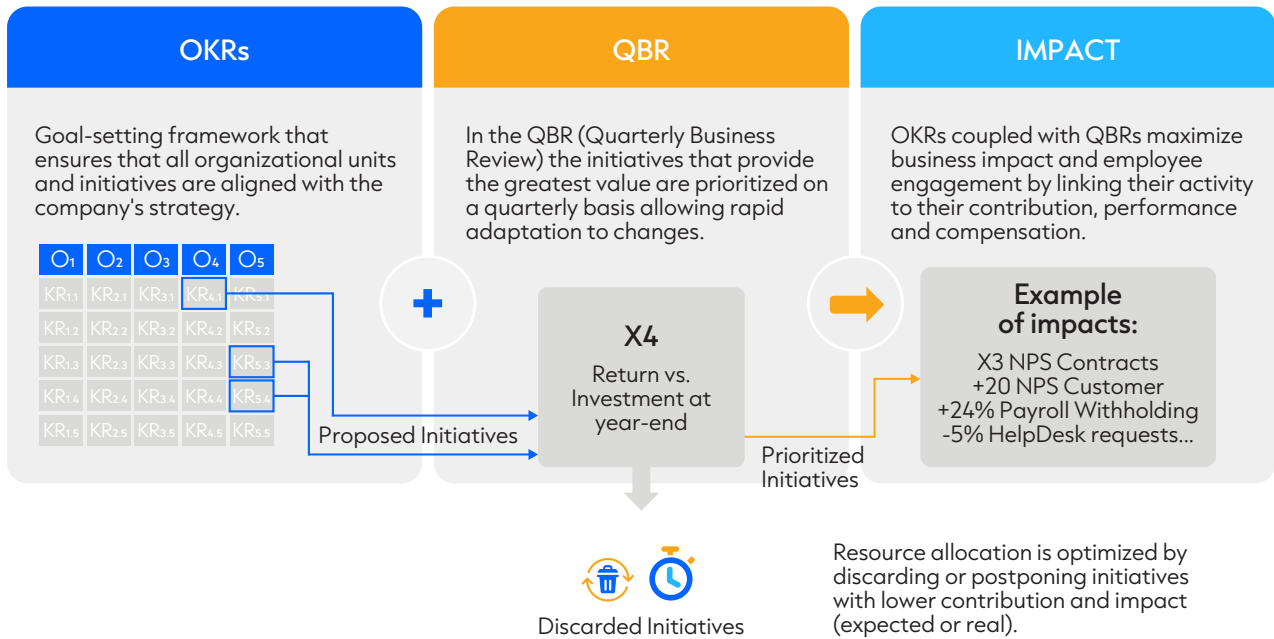 OKRs
Goal-setting framework that
ensures that all organizational units
and initiatives are aligned with the
company's strategy.
O1 O2 O3 O4 O5
KR1.1 KR2.1 KR3.1 KR4.1 KR5.1
KR1.2 KR2.2 KR3.2 KR4.2 KR5.2
KR1.3 KR2.3 KR3.3 KR4.3 KR5.3
KR1.4 KR2.4 KR3.4 KR4.4 KR5.4
KR1.5 KR2.5 KR3.5 KR4.5 KR5.5
Proposed Initiatives
QBR
In the QBR (Quarterly Business
Review) the initiatives that provide
the greatest value are prioritized on
a quarterly basis allowing rapid
adaptation to changes.
X4
Return vs.
Investment at
year-end
Prioritized
Initiatives
IMPACT
OKRs coupled with QBRs maximize
business impact and employee
engagement by linking their activity
to their contribution, performance
and compensation.
Example
of impacts:
X3 NPS Contracts
+20 NPS Customer
+24% Payroll Withholding
-5% HelpDesk requests...
Discarded Initiatives
Resource allocation is optimized by
discarding or postponing initiatives
with lower contribution and impact
(expected or real).